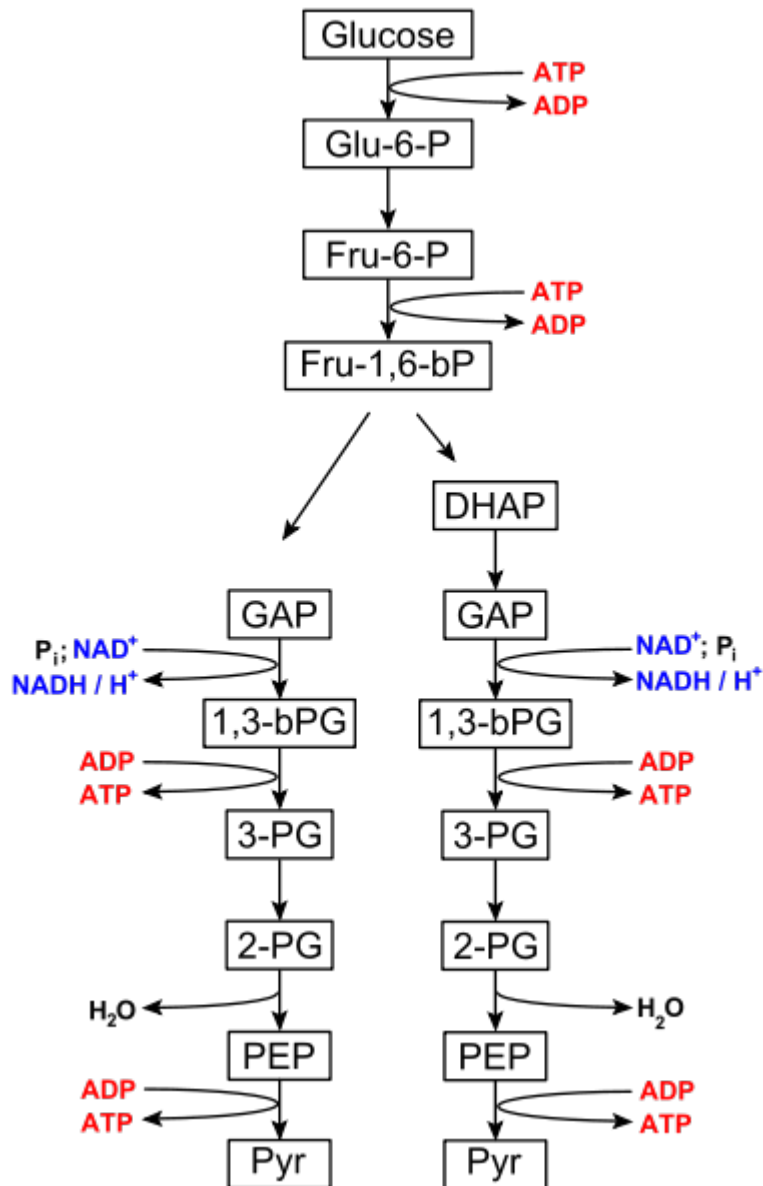 Glucose
ATP
ADP
Glu-6-P
Fru-6-P
ATP
ADP
Fru-1,6-bP
DHAP
GAP
GAP
Pᵢ; NAD⁺
NAD⁺; Pᵢ
NADH / H⁺
NADH / H⁺
1,3-bPG
1,3-bPG
ADP
ADP
ATP
ATP
3-PG
3-PG
2-PG
2-PG
H₂O
H₂O
PEP
PEP
ADP
ADP
ATP
ATP
Pyr
Pyr